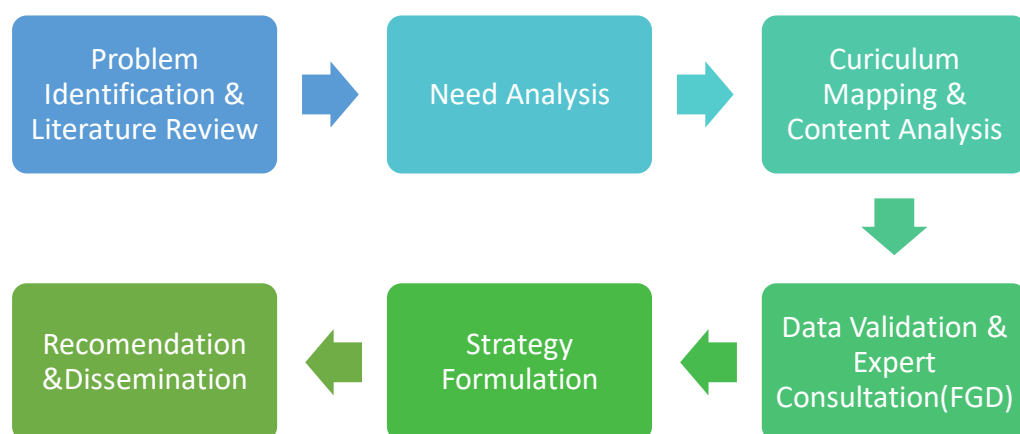 Problem
Identification &
Literature Review
Need Analysis
Curiculum
Mapping &
Content Analysis
Data Validation &
Expert
Consultation(FGD)
Strategy
Formulation
Recomendation
&Dissemination